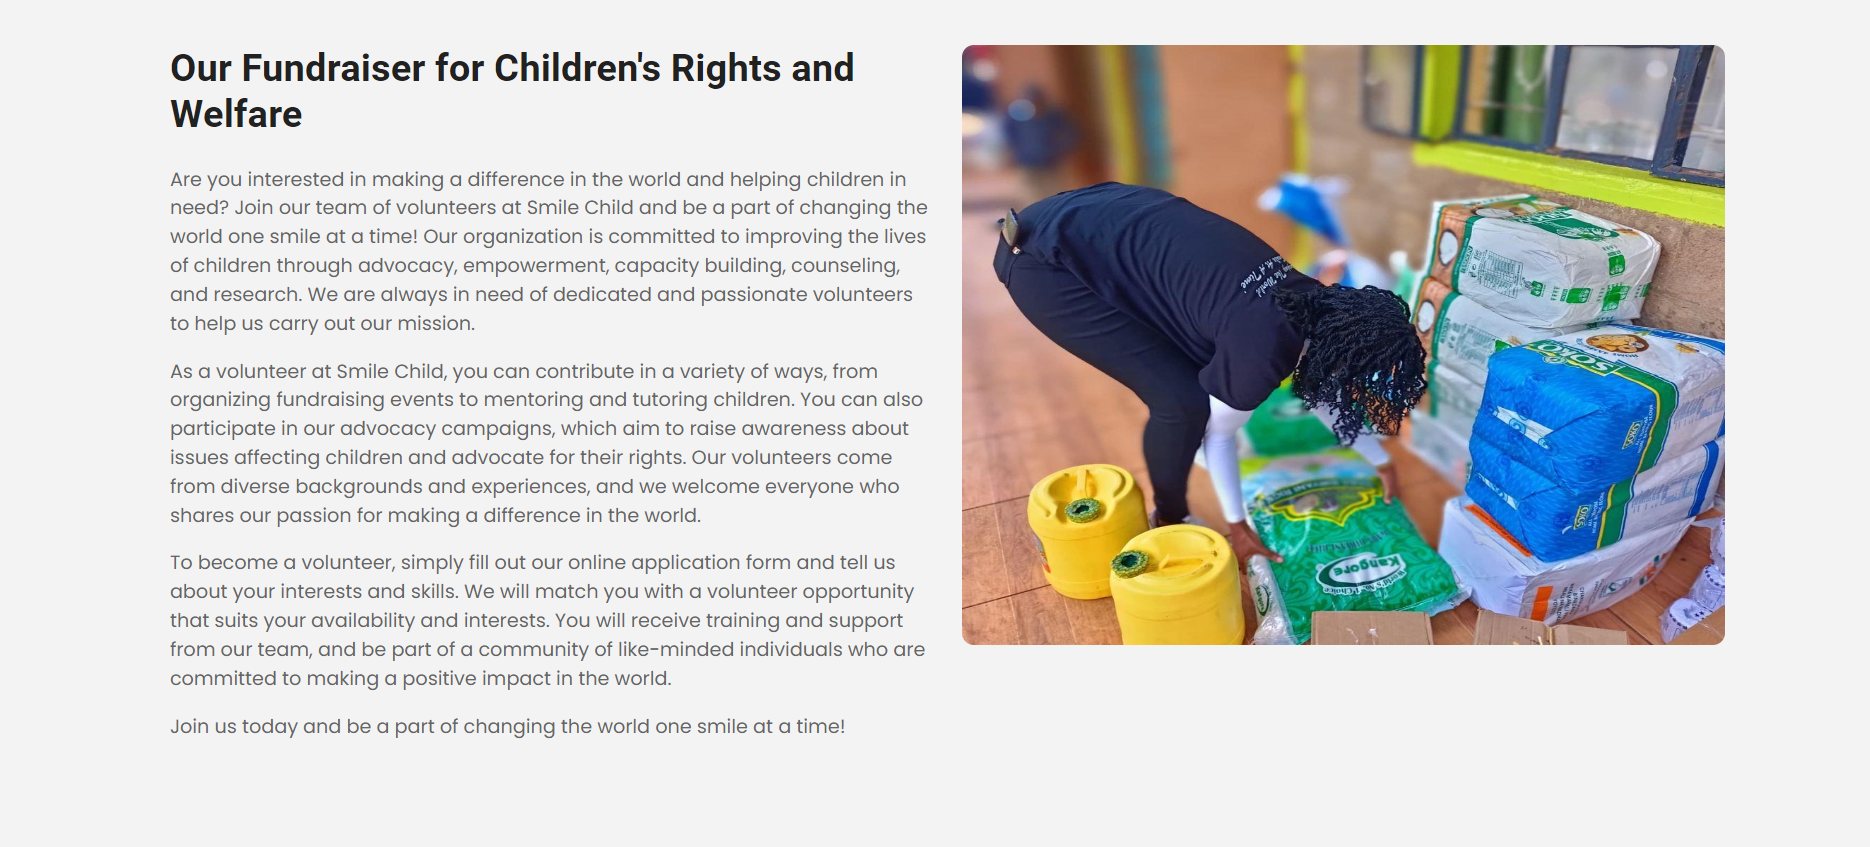 Our Fundraiser for Children's Rights and
Welfare
Are you interested in making a difference in the world and helping children in
need? Join our team of volunteers at Smile Child and be a part of changing the
world one smile at a time! Our organization is committed to improving the lives
of children through advocacy, empowerment, capacity building, counseling,
and research. We are always in need of dedicated and passionate volunteers
to help us carry out our mission.
As a volunteer at Smile Child, you can contribute in a variety of ways, from
organizing fundraising events to mentoring and tutoring children. You can also
participate in our advocacy campaigns, which aim to raise awareness about
issues affecting children and advocate for their rights. Our volunteers come
from diverse backgrounds and experiences, and we welcome everyone who
shares our passion for making a difference in the world.
To become a volunteer, simply fill out our online application form and tell us
about your interests and skills. We will match you with a volunteer opportunity
that suits your availability and interests. You will receive training and support
from our team, and be part of a community of like-minded individuals who are
committed to making a positive impact in the world.
Join us today and be a part of changing the world one smile at a time!
The World
At A Time
SOKO
SOKO
SOKO
Kangore
World's
Choice